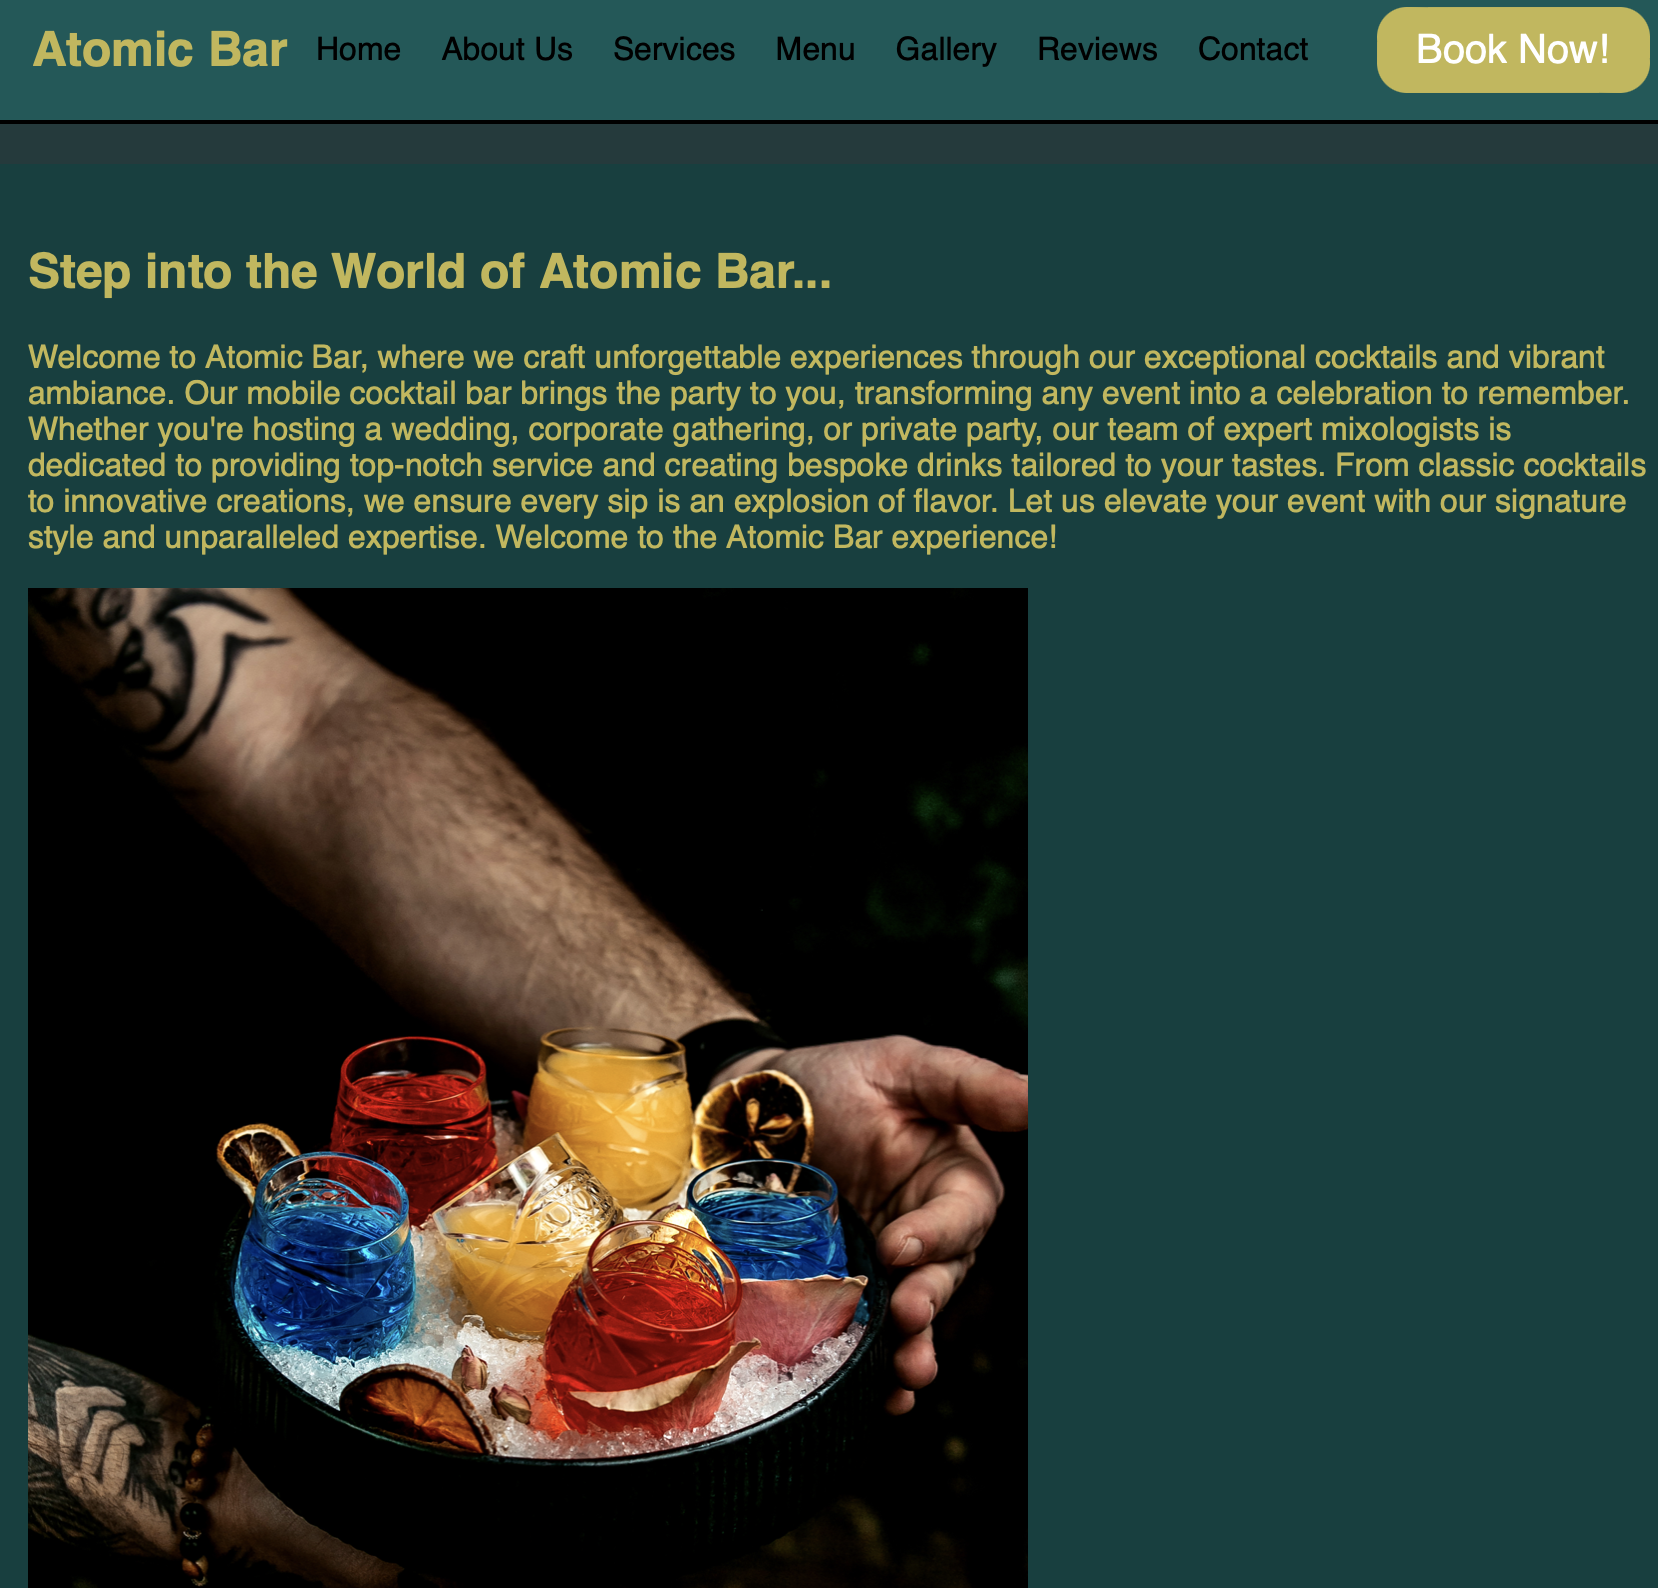 Atomic Bar Home About Us Services Menu Gallery Reviews Contact Book Now!
Step into the World of Atomic Bar...
Welcome to Atomic Bar, where we craft unforgettable experiences through our exceptional cocktails and vibrant
ambiance. Our mobile cocktail bar brings the party to you, transforming any event into a celebration to remember.
Whether you're hosting a wedding, corporate gathering, or private party, our team of expert mixologists is
dedicated to providing top-notch service and creating bespoke drinks tailored to your tastes. From classic cocktails
to innovative creations, we ensure every sip is an explosion of flavor. Let us elevate your event with our signature
style and unparalleled expertise. Welcome to the Atomic Bar experience!